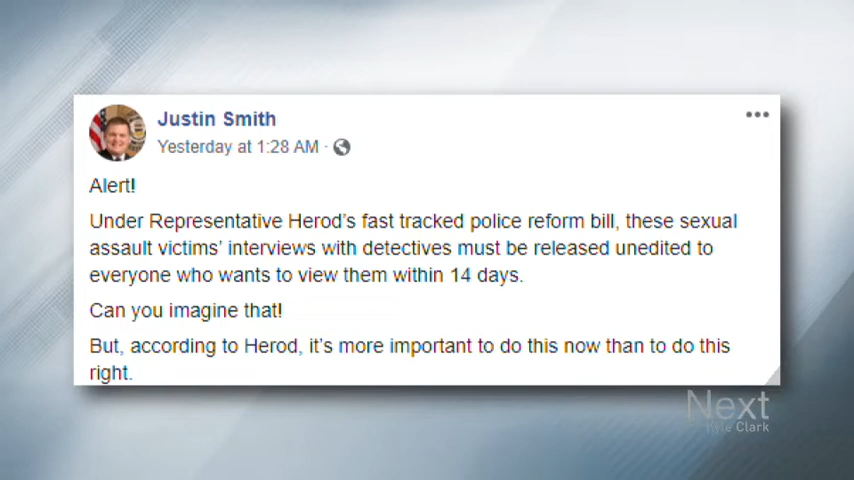 Justin Smith
Yesterday at 1:28 AM ·
Alert!
Under Representative Herod's fast tracked police reform bill, these sexual
assault victims' interviews with detectives must be released unedited to
everyone who wants to view them within 14 days.
Can you imagine that!
But, according to Herod, it's more important to do this now than to do this
right.
Next
Kyle Clark